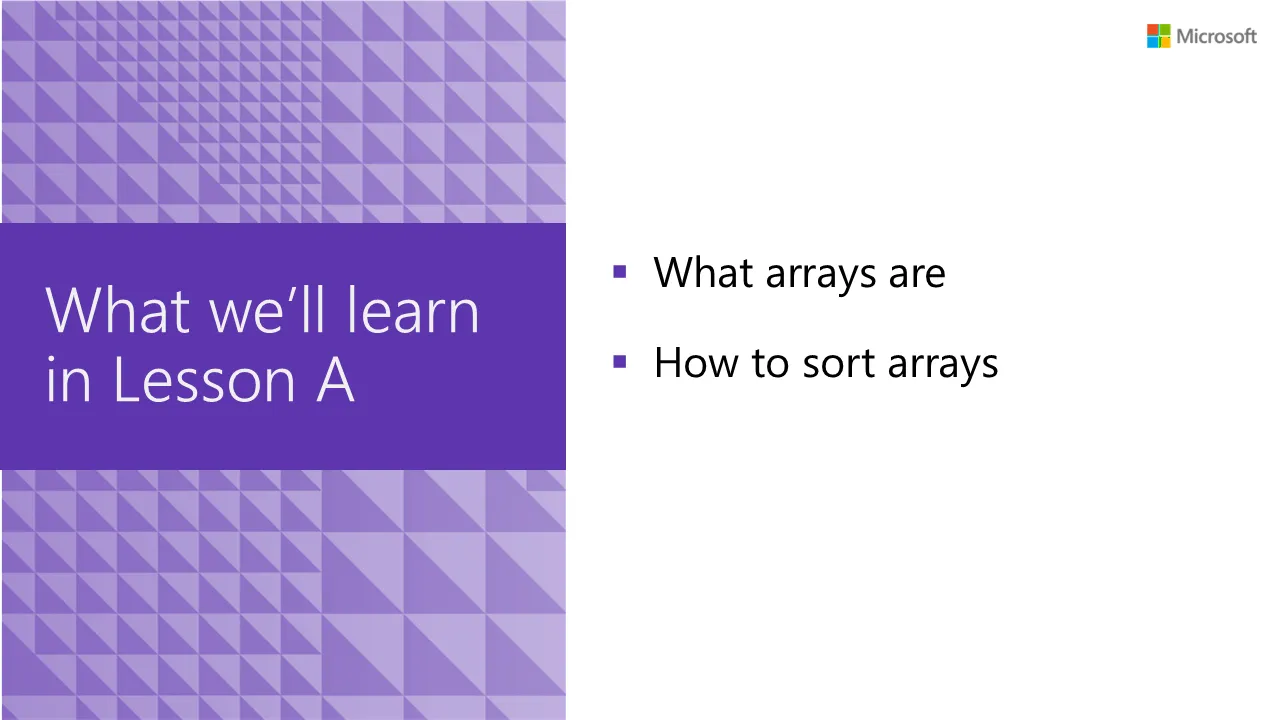 Microsoft
What we’ll learn
in Lesson A
What arrays are
How to sort arrays